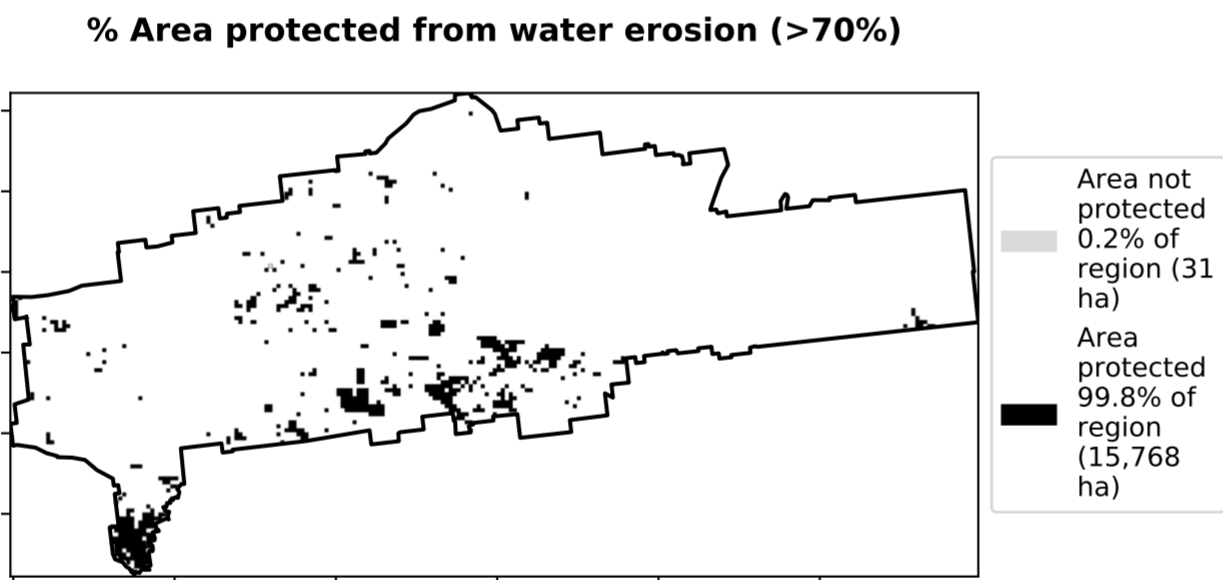 % Area protected from water erosion (>70%)
Area not
protected
0.2% of
region (31
ha)
Area
protected
99.8% of
region
(15,768
ha)